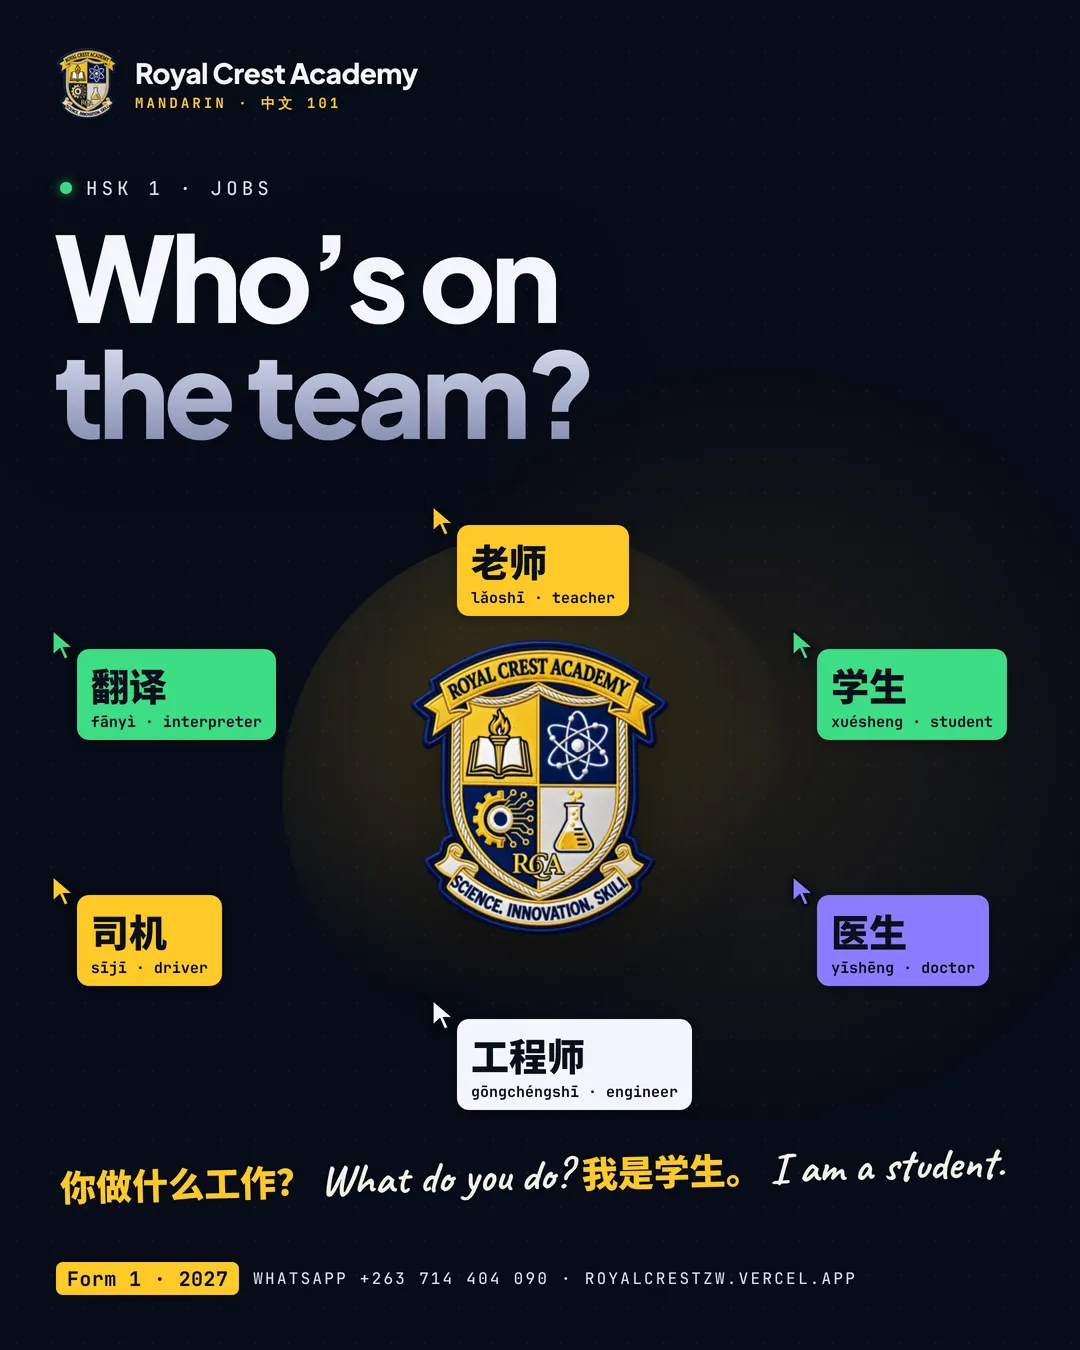 ROYAL CREST ACADEMY
Royal Crest Academy
MANDARIN · 中文 101
HSK 1 · JOBS
Who's on
the team?
老师
lǎoshī · teacher
翻译
fānyì · interpreter
学生
xuésheng · student
ROYAL CREST ACADEMY
RCA
SCIENCE. INNOVATION. SKILL
司机
sījī · driver
医生
yīshēng · doctor
工程师
gōngchéngshī · engineer
你做什么工作? What do you do? 我是学生。 I am a student.
Form 1 · 2027 WHATSAPP +263 714 404 090 · ROYALCRESTZW.VERCEL.APP